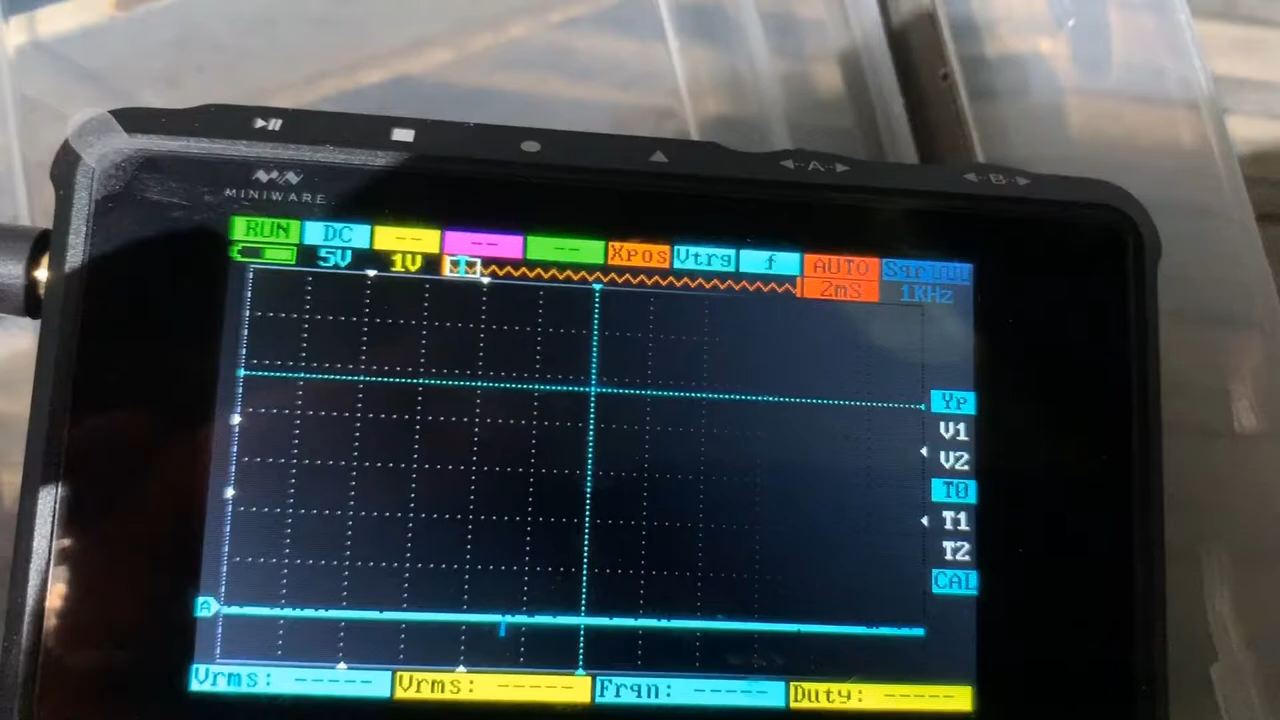 A
B
MINIWARE
RUN DC -- -- -- Xpos Vtrg f AUTO Sqr
5V 1V T 2mS 1KHz
Yp
V1
V2
T0
T1
T2
CAL
A
Vrms: ----- Vrms: ----- Frqn: ----- Duty: -----